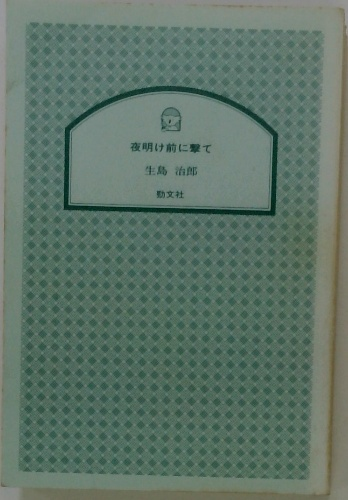 夜明け前に撃て
生島 治郎
勁文社